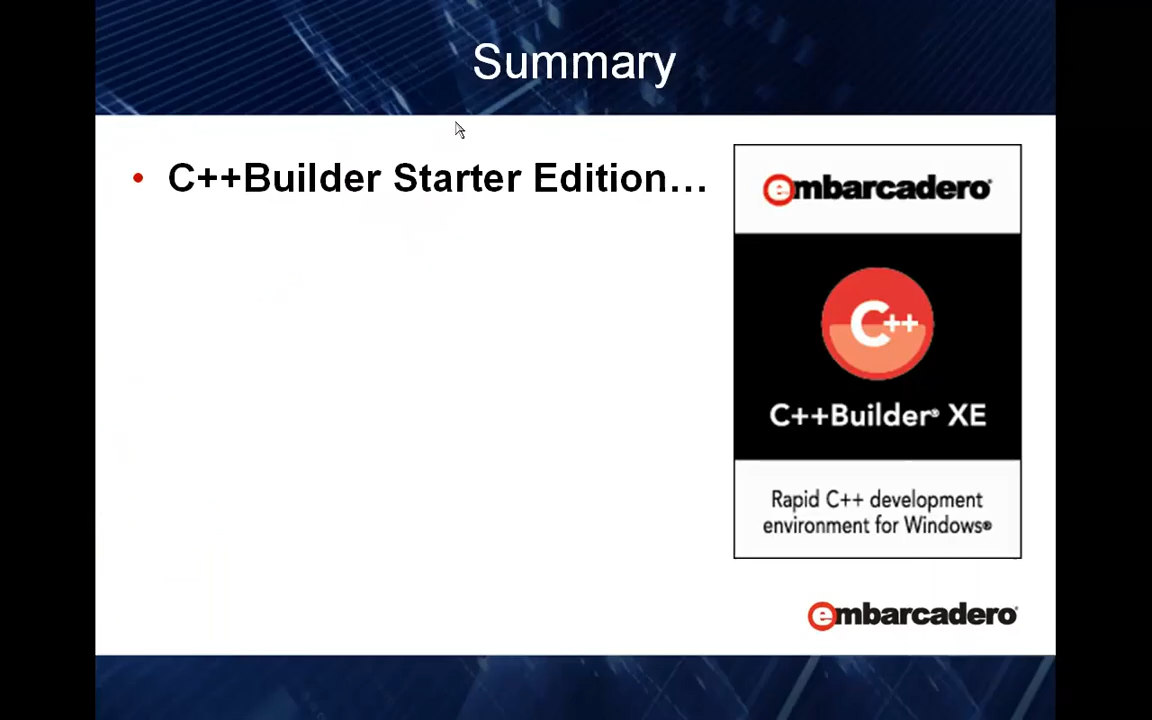 Summary
• C++Builder Starter Edition…
embarcadero®
C++
C++Builder® XE
Rapid C++ development
environment for Windows®
embarcadero®